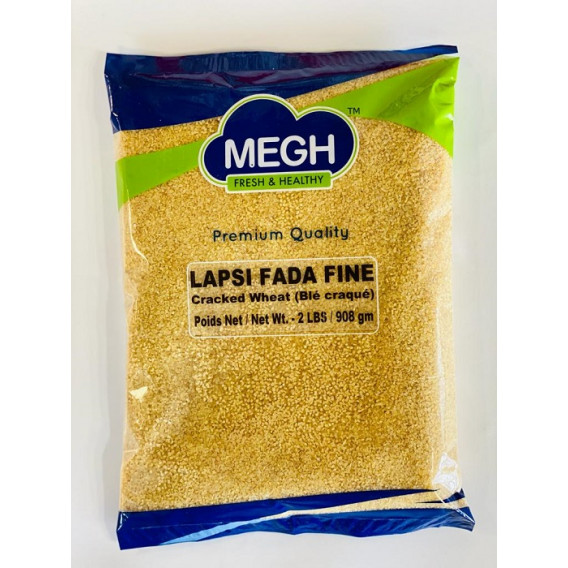 MEGH
TM
FRESH & HEALTHY
Premium Quality
LAPSI FADA FINE
Cracked Wheat (Blé craqué)
Poids Net / Net Wt. - 2 LBS / 908 gm